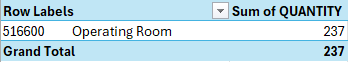 Row Labels Sum of QUANTITY
516600 Operating Room 237
Grand Total 237